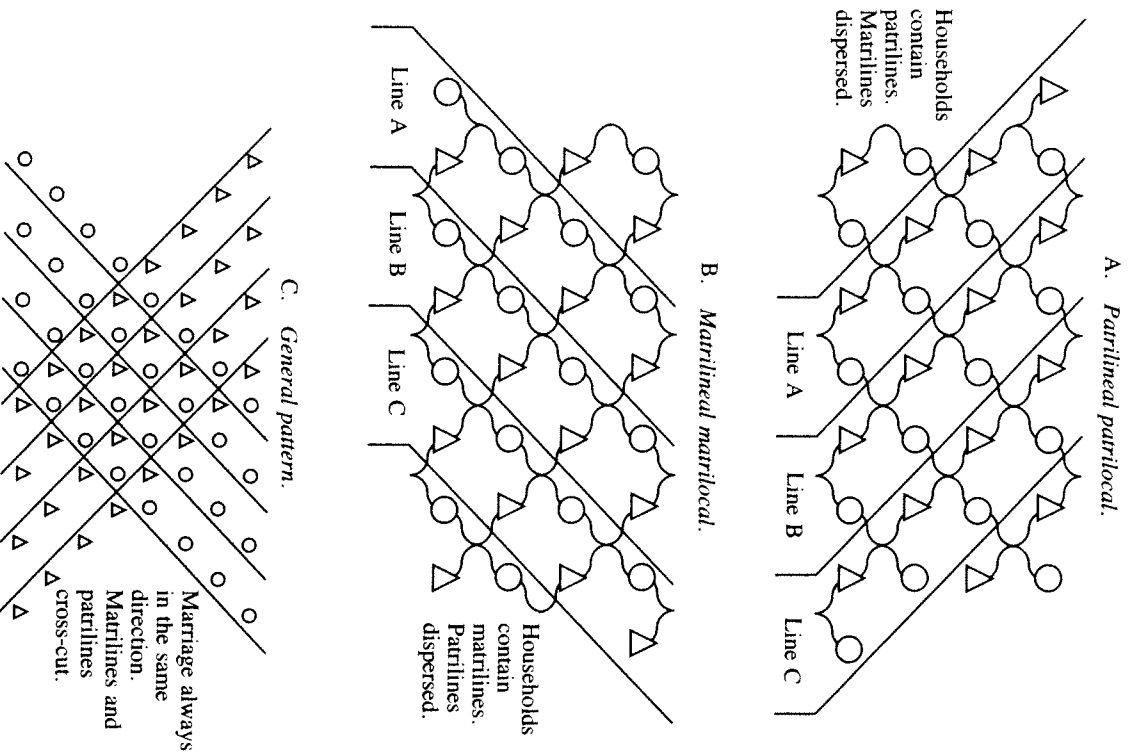 A. Patrilineal patrilocal.
Households
contain
patrilines.
Matrilines
dispersed.
Line A
Line B
Line C
B. Matrilineal matrilocal.
Line A
Line B
Line C
Households
contain
matrilines.
Patrilines
dispersed.
C. General pattern.
Marriage always
in the same
direction.
Matrilines and
patrilines
cross-cut.